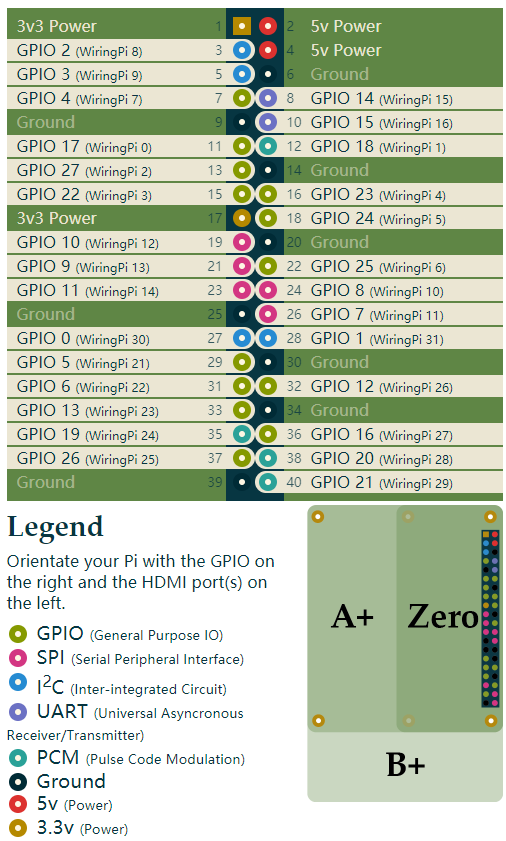 3v3 Power 1 2 5v Power
GPIO 2 (WiringPi 8) 3 4 5v Power
GPIO 3 (WiringPi 9) 5 6 Ground
GPIO 4 (WiringPi 7) 7 8 GPIO 14 (WiringPi 15)
Ground 9 10 GPIO 15 (WiringPi 16)
GPIO 17 (WiringPi 0) 11 12 GPIO 18 (WiringPi 1)
GPIO 27 (WiringPi 2) 13 14 Ground
GPIO 22 (WiringPi 3) 15 16 GPIO 23 (WiringPi 4)
3v3 Power 17 18 GPIO 24 (WiringPi 5)
GPIO 10 (WiringPi 12) 19 20 Ground
GPIO 9 (WiringPi 13) 21 22 GPIO 25 (WiringPi 6)
GPIO 11 (WiringPi 14) 23 24 GPIO 8 (WiringPi 10)
Ground 25 26 GPIO 7 (WiringPi 11)
GPIO 0 (WiringPi 30) 27 28 GPIO 1 (WiringPi 31)
GPIO 5 (WiringPi 21) 29 30 Ground
GPIO 6 (WiringPi 22) 31 32 GPIO 12 (WiringPi 26)
GPIO 13 (WiringPi 23) 33 34 Ground
GPIO 19 (WiringPi 24) 35 36 GPIO 16 (WiringPi 27)
GPIO 26 (WiringPi 25) 37 38 GPIO 20 (WiringPi 28)
Ground 39 40 GPIO 21 (WiringPi 29)
Legend
Orientate your Pi with the GPIO on
the right and the HDMI port(s) on
the left.
GPIO (General Purpose IO)
SPI (Serial Peripheral Interface)
I²C (Inter-integrated Circuit)
UART (Universal Asyncronous
Receiver/Transmitter)
PCM (Pulse Code Modulation)
Ground
5v (Power)
3.3v (Power)
A+ Zero
B+